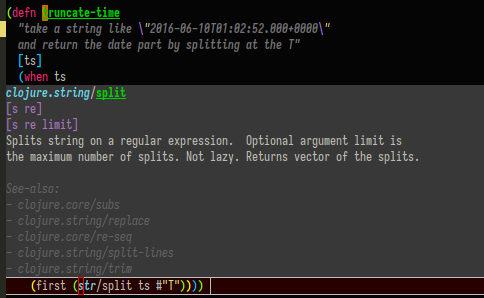 (defn truncate-time
"take a string like \"2016-06-10T01:02:52.000+0000\"
and return the date part by splitting at the T"
[ts]
(when ts
clojure.string/split
[s re]
[s re limit]
Splits string on a regular expression.  Optional argument limit is
the maximum number of splits. Not lazy. Returns vector of the splits.
See-also:
- clojure.core/subs
- clojure.string/replace
- clojure.core/re-seq
- clojure.string/split-lines
- clojure.string/trim
(first (str/split ts #"T"))))